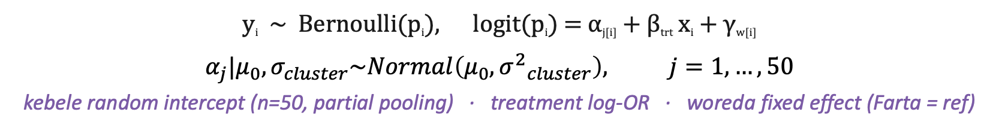 yᵢ ~ Bernoulli(pᵢ), logit(pᵢ) = α_j[i] + β_trt xᵢ + γ_w[i]
α_j|μ₀, σ_cluster~Normal(μ₀, σ²_cluster), j = 1, ..., 50
kebele random intercept (n=50, partial pooling) · treatment log-OR · woreda fixed effect (Farta = ref)